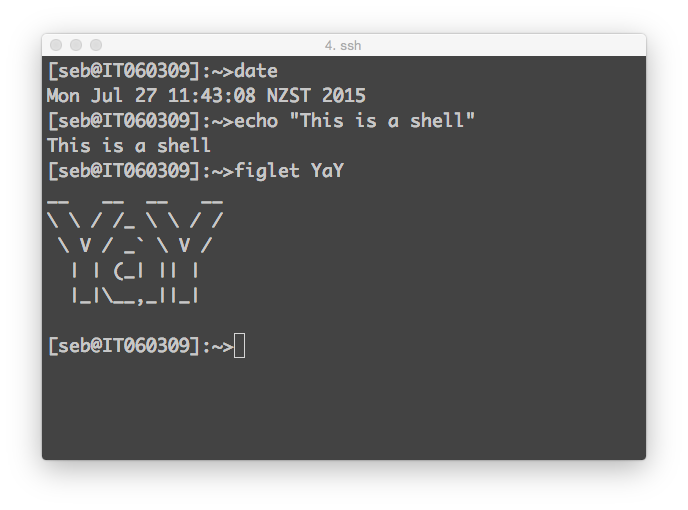 4. ssh
[seb@IT060309]:~>date
Mon Jul 27 11:43:08 NZST 2015
[seb@IT060309]:~>echo "This is a shell"
This is a shell
[seb@IT060309]:~>figlet YaY
__   __  __   __
\ \ / /_ \ \ / /
 \ V / _` \ V /
  | | (_| || |
  |_|\__,_||_|
[seb@IT060309]:~>